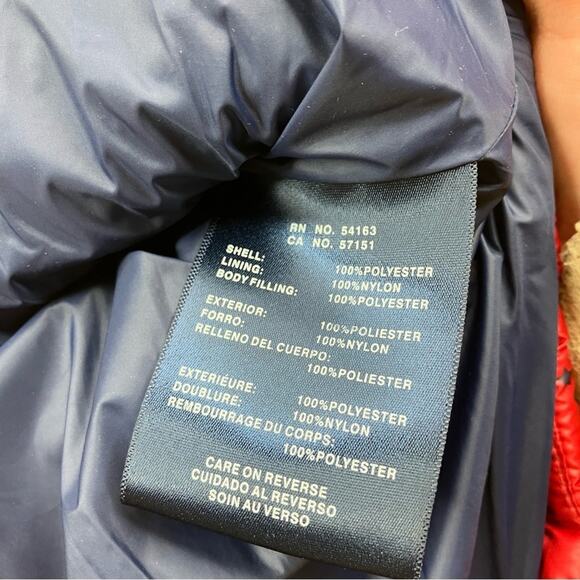 RN NO. 54163
CA NO. 57151
SHELL: 100%POLYESTER
LINING: 100%NYLON
BODY FILLING: 100%POLYESTER
EXTERIOR: 100%POLIESTER
FORRO: 100%NYLON
RELLENO DEL CUERPO:
100%POLIESTER
EXTERIEURE: 100%POLYESTER
DOUBLURE: 100%NYLON
REMBOURRAGE DU CORPS:
100%POLYESTER
CARE ON REVERSE
CUIDADO AL REVERSO
SOIN AU VERSO